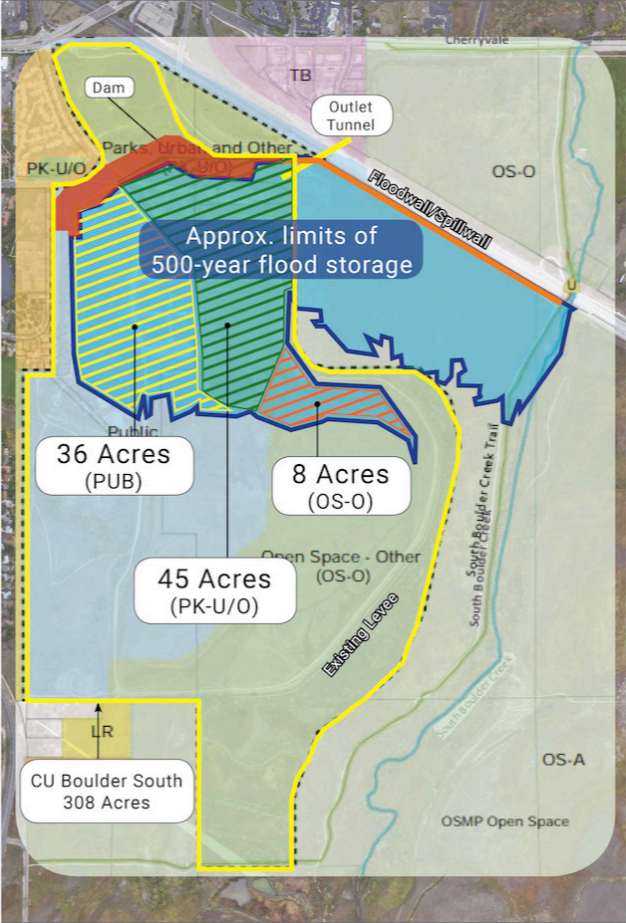 Cherryvale
TB
Dam
Outlet
Tunnel
Parks, Urban and Other
(PK-U/O)
PK-U/O
OS-O
Floodwall/Spillwall
Approx. limits of
500-year flood storage
U
Public
36 Acres
(PUB)
8 Acres
(OS-O)
South Boulder Creek Trail
South Boulder Creek
45 Acres
(PK-U/O)
Open Space - Other
(OS-O)
Existing Levee
South Boulder Creek
LR
OS-A
CU Boulder South
308 Acres
OSMP Open Space